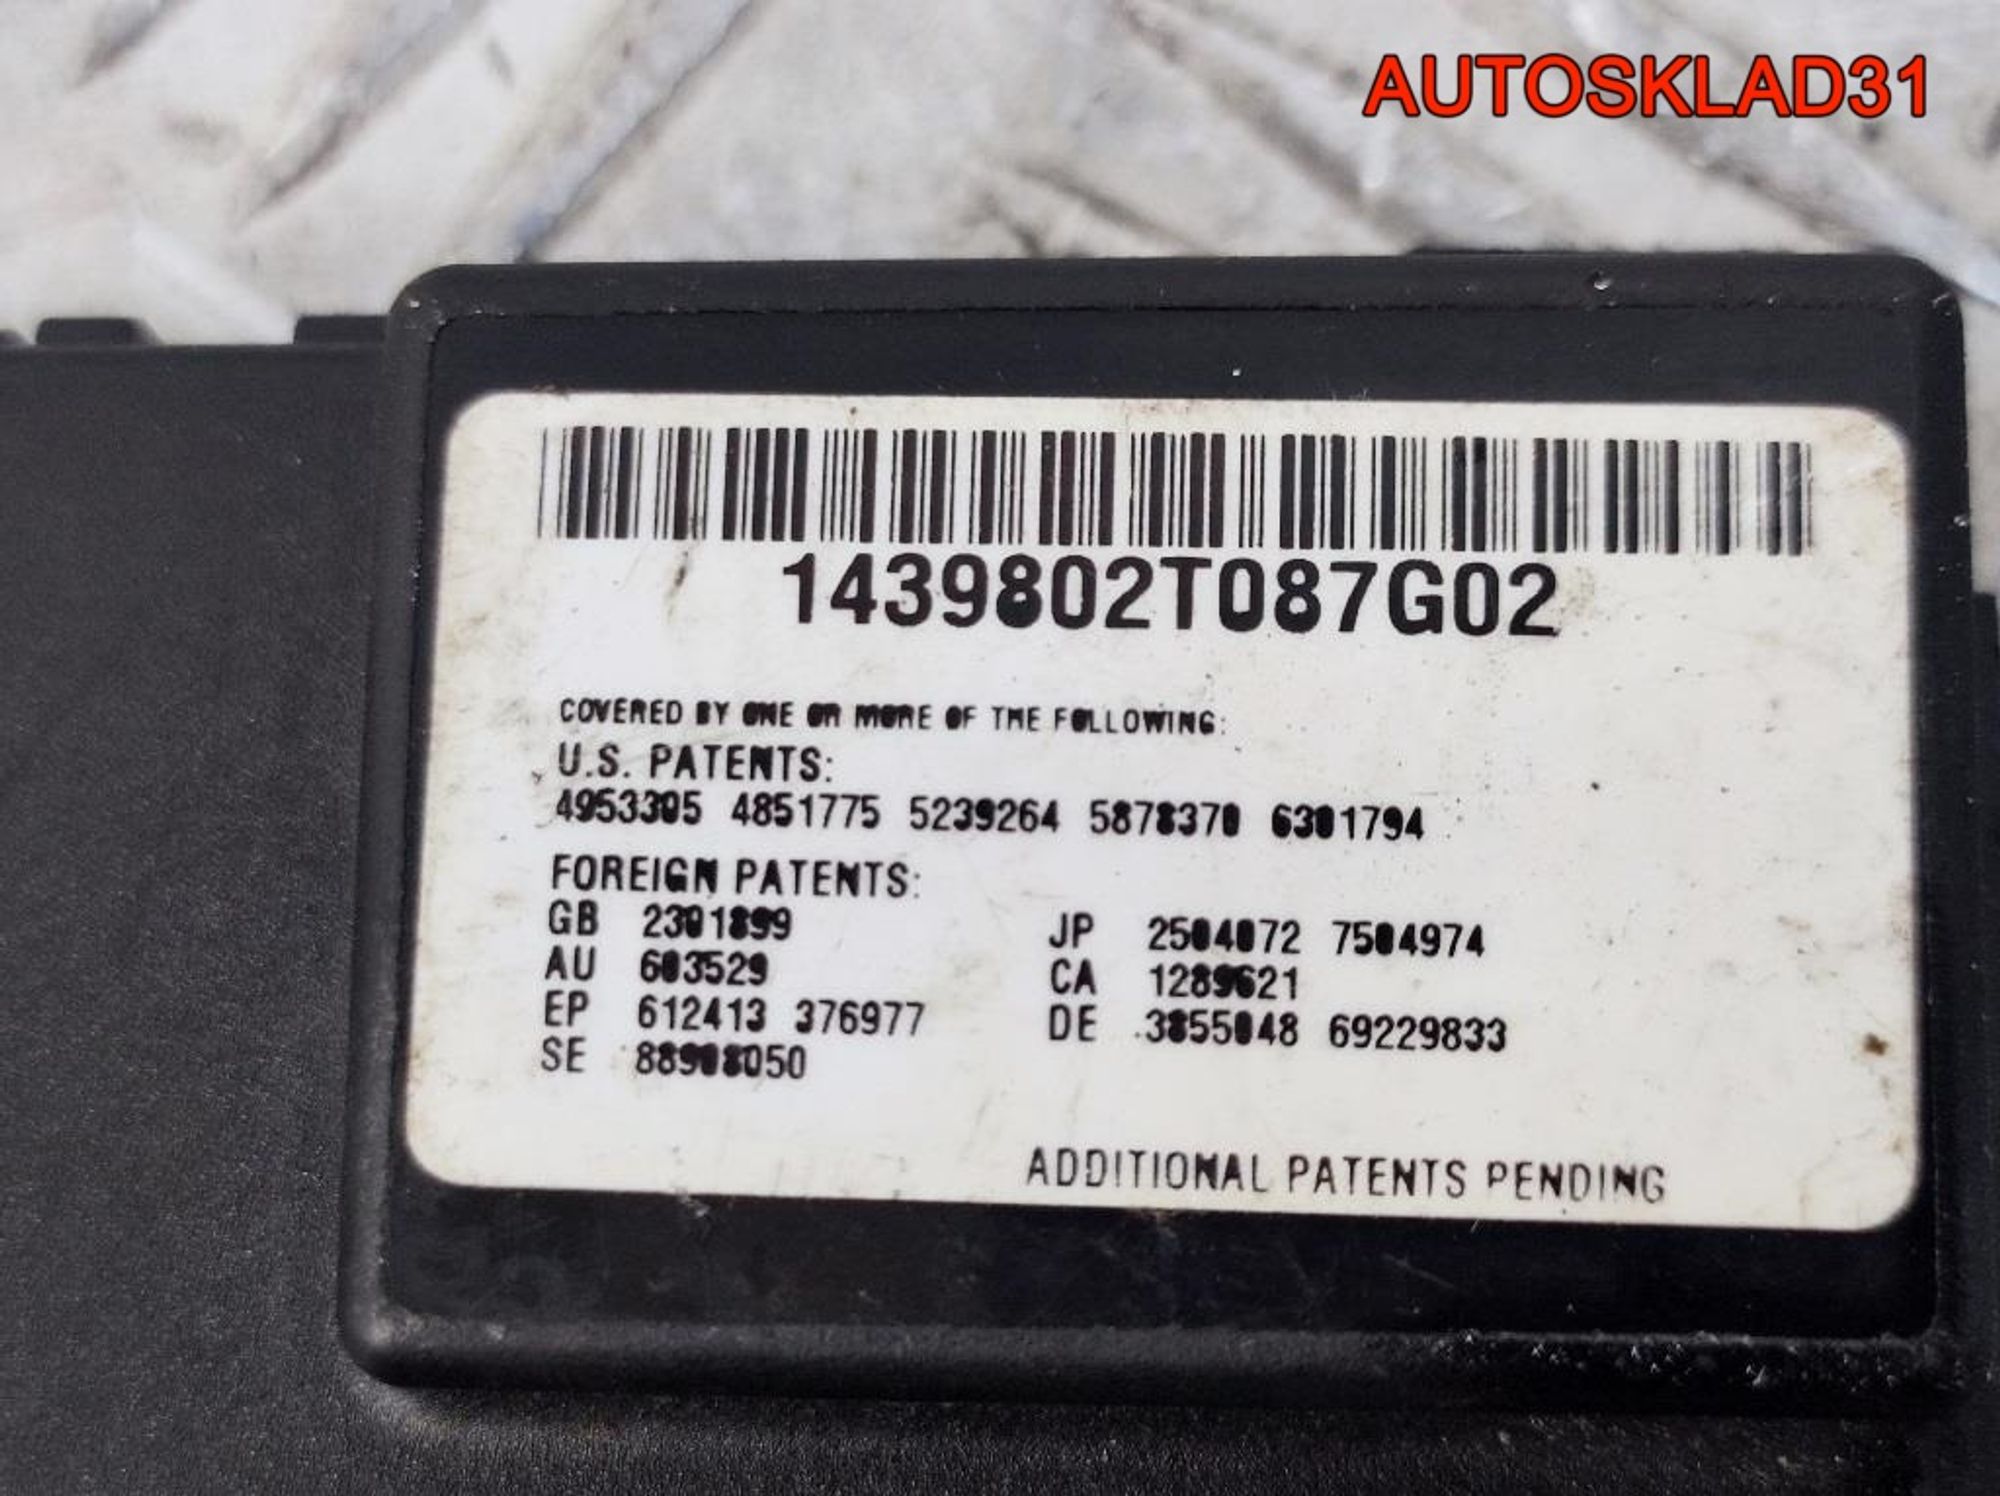 AUTOSKLAD31
1439802T087G02
COVERED BY ONE OR MORE OF THE FOLLOWING:
U.S. PATENTS:
4953305 4851775 5239264 5878370 6301794
FOREIGN PATENTS:
GB 2301899 JP 2504072 7504974
AU 603529 CA 1289621
EP 612413 376977 DE 3855048 69229833
SE 88908050
ADDITIONAL PATENTS PENDING